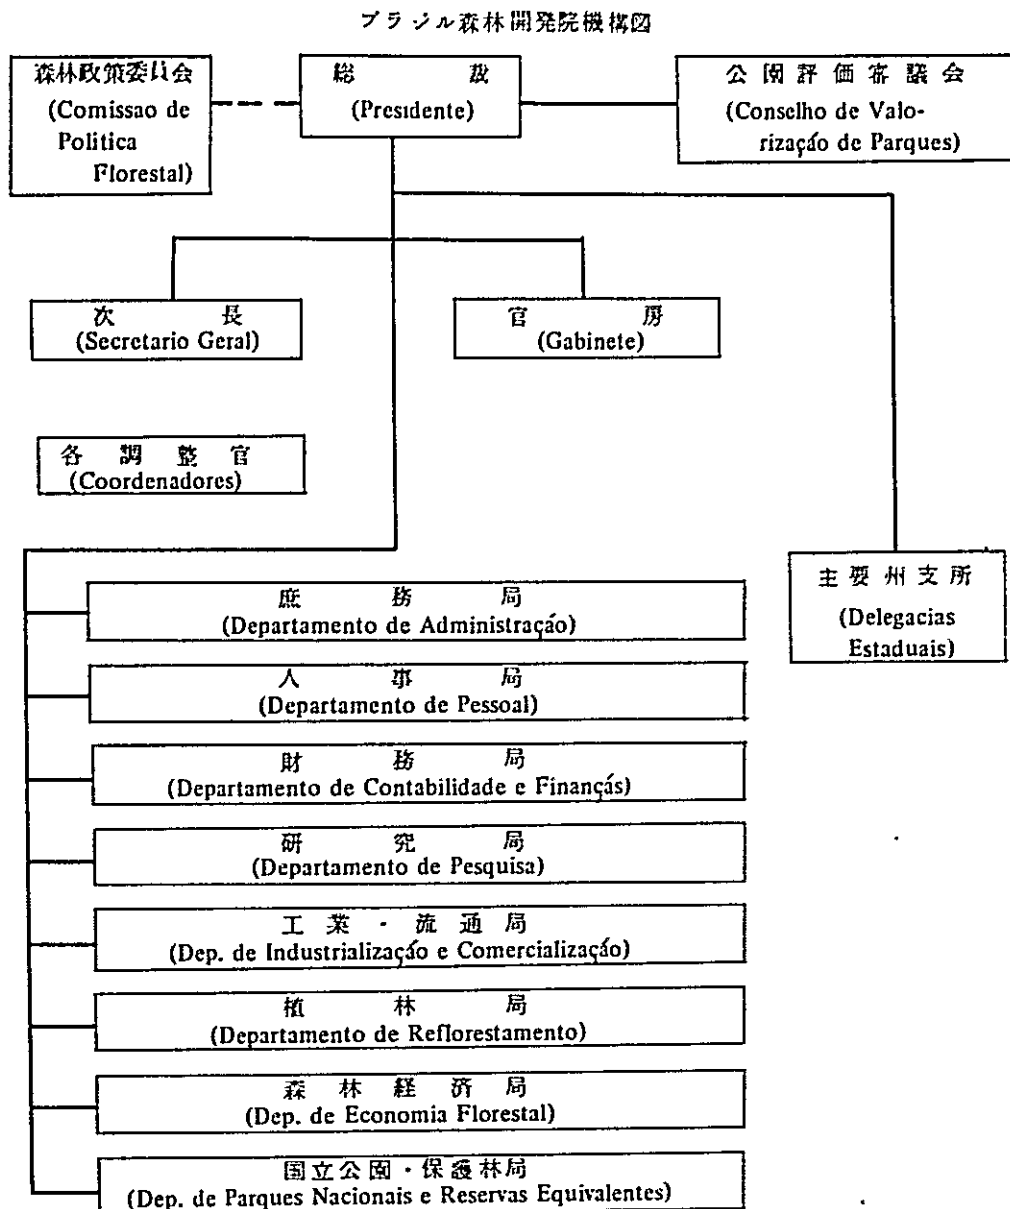 ブラジル森林開発院機構図
森林政策委員会
(Comissao de
Politica
Florestal)
総裁
(Presidente)
公園評価審議会
(Conselho de Valo-
rizaçáo de Parques)
次長
(Secretario Geral)
官房
(Gabinete)
各調整官
(Coordenadores)
主要州支所
(Delegacias
Estaduais)
庶務局
(Departamento de Administraçáo)
人事局
(Departamento de Pessoal)
財務局
(Departamento de Contabilidade e Finançás)
研究局
(Departamento de Pesquisa)
工業・流通局
(Dep. de Industrializaçáo e Comercializaçáo)
植林局
(Departamento de Reflorestamento)
森林経済局
(Dep. de Economia Florestal)
国立公園・保護林局
(Dep. de Parques Nacionais e Reservas Equivalentes)